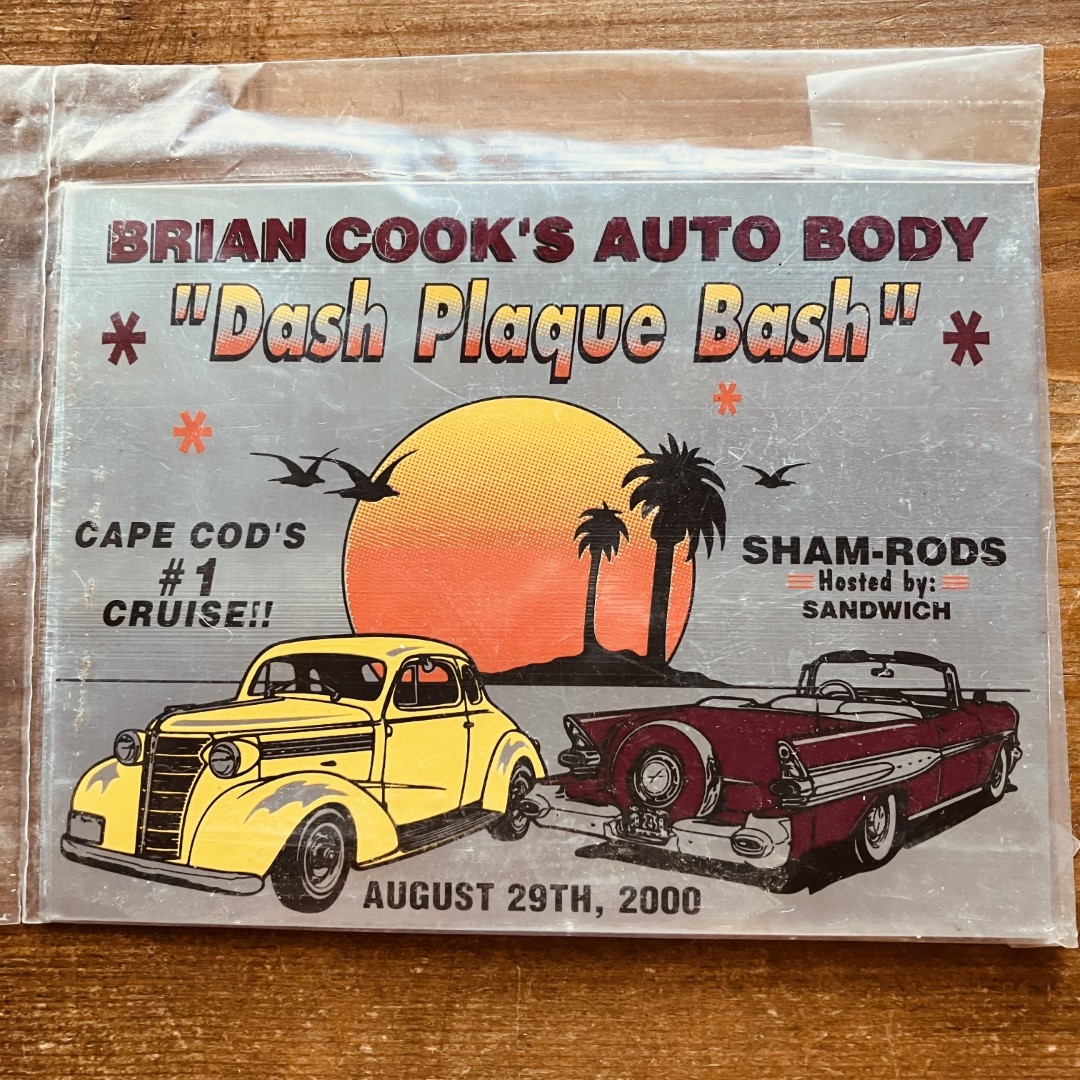 BRIAN COOK'S AUTO BODY
* "Dash Plaque Bash" *
CAPE COD'S
#1
CRUISE!!
SHAM-RODS
Hosted by:
SANDWICH
AUGUST 29TH, 2000